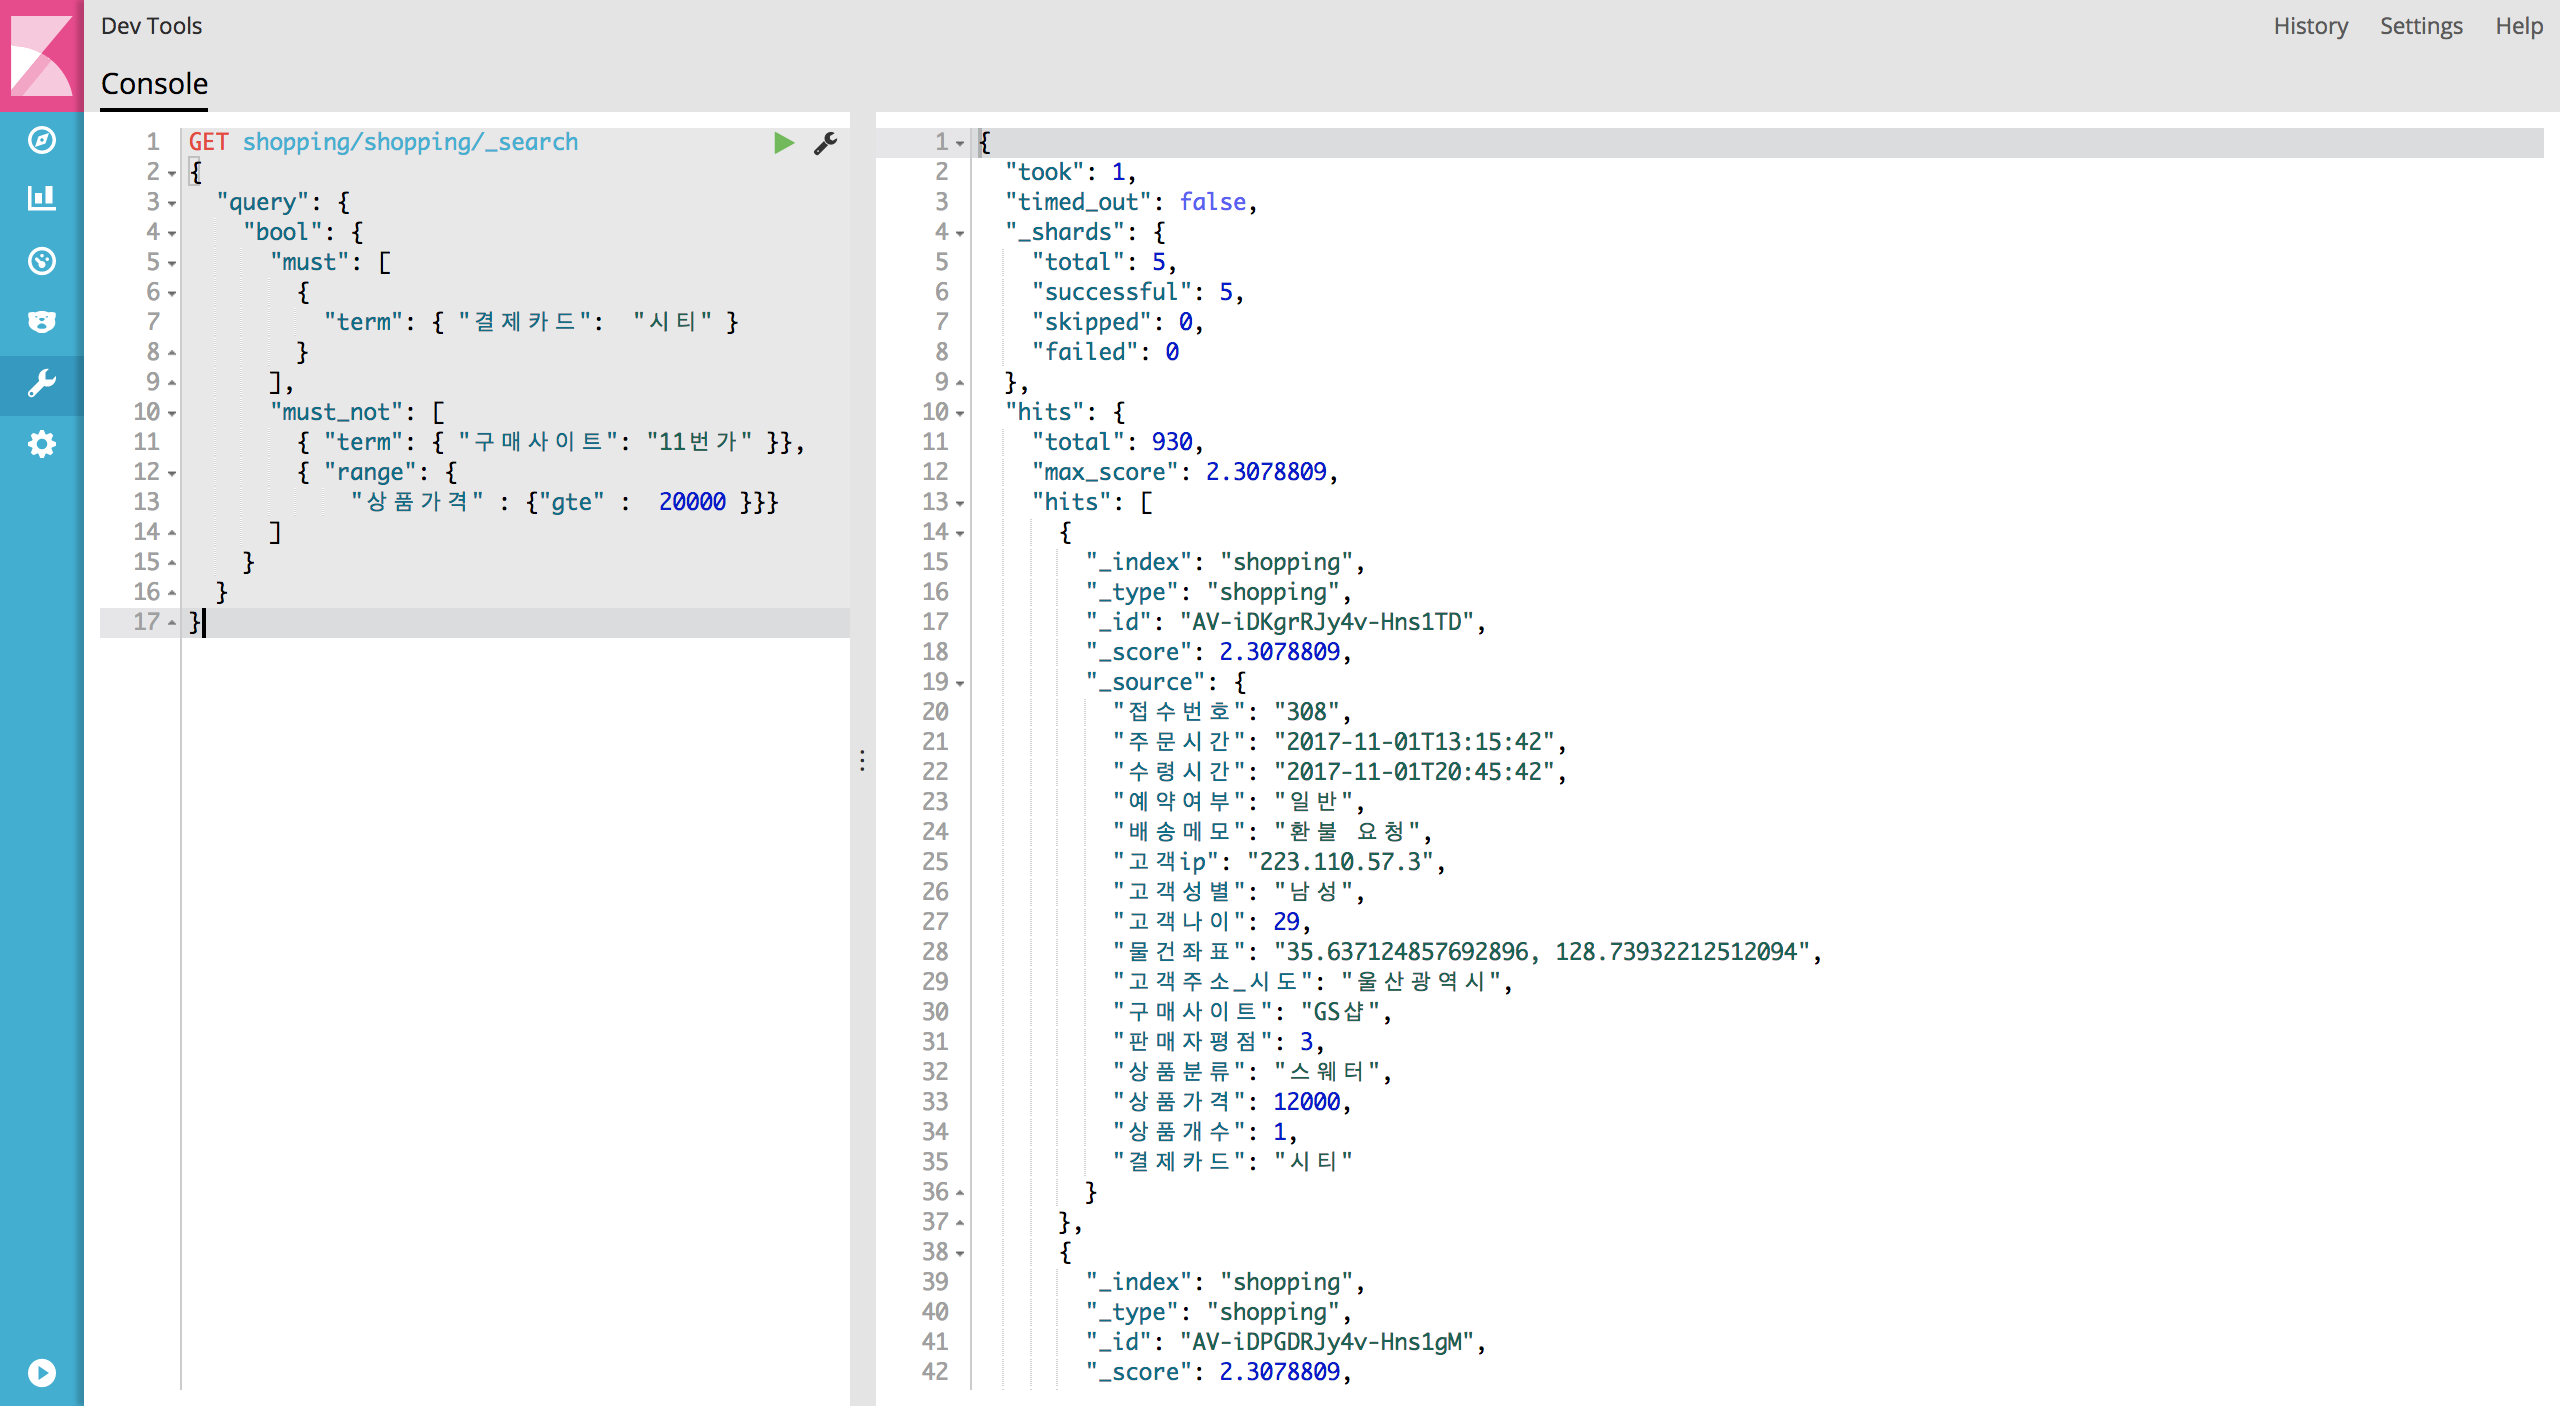 Dev Tools
History Settings Help
Console
1 GET shopping/shopping/_search
2 {
3 "query": {
4 "bool": {
5 "must": [
6 {
7 "term": { "결제카드":  "시티" }
8 }
9 ],
10 "must_not": [
11 { "term": { "구매사이트": "11번가" }},
12 { "range": {
13 "상품가격" : {"gte" :  20000 }}}
14 ]
15 }
16 }
17 }
1 {
2 "took": 1,
3 "timed_out": false,
4 "_shards": {
5 "total": 5,
6 "successful": 5,
7 "skipped": 0,
8 "failed": 0
9 },
10 "hits": {
11 "total": 930,
12 "max_score": 2.3078809,
13 "hits": [
14 {
15 "_index": "shopping",
16 "_type": "shopping",
17 "_id": "AV-iDKgrRJy4v-Hns1TD",
18 "_score": 2.3078809,
19 "_source": {
20 "접수번호": "308",
21 "주문시간": "2017-11-01T13:15:42",
22 "수령시간": "2017-11-01T20:45:42",
23 "예약여부": "일반",
24 "배송메모": "환불 요청",
25 "고객ip": "223.110.57.3",
26 "고객성별": "남성",
27 "고객나이": 29,
28 "물건좌표": "35.637124857692896, 128.73932212512094",
29 "고객주소_시도": "울산광역시",
30 "구매사이트": "GS샵",
31 "판매자평점": 3,
32 "상품분류": "스웨터",
33 "상품가격": 12000,
34 "상품개수": 1,
35 "결제카드": "시티"
36 }
37 },
38 {
39 "_index": "shopping",
40 "_type": "shopping",
41 "_id": "AV-iDPGDRJy4v-Hns1gM",
42 "_score": 2.3078809,